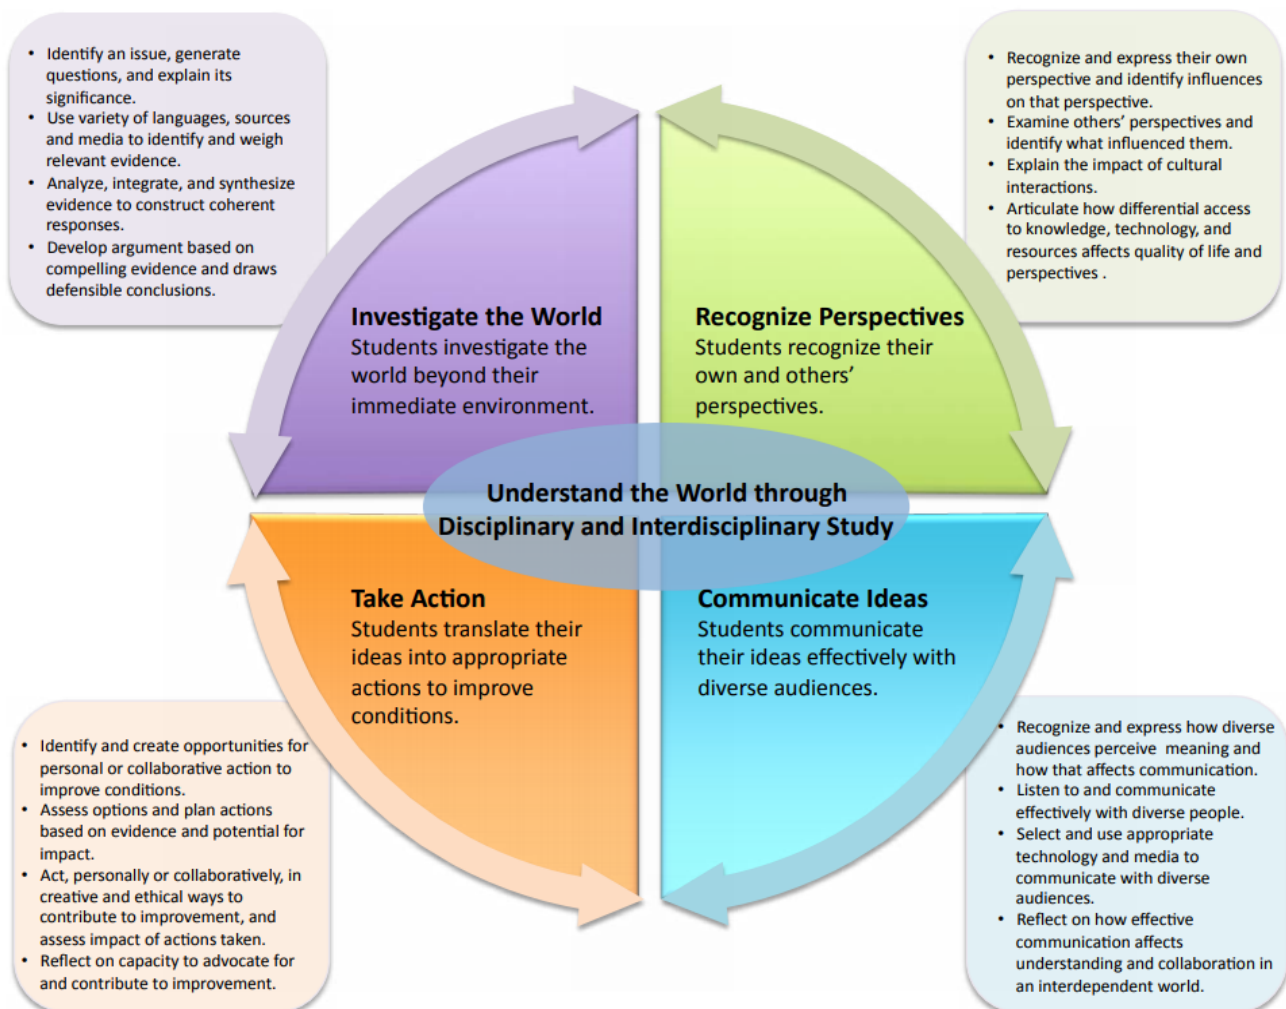 • Identify an issue, generate
questions, and explain its
significance.
• Use variety of languages, sources
and media to identify and weigh
relevant evidence.
• Analyze, integrate, and synthesize
evidence to construct coherent
responses.
• Develop argument based on
compelling evidence and draws
defensible conclusions.
• Recognize and express their own
perspective and identify influences
on that perspective.
• Examine others’ perspectives and
identify what influenced them.
• Explain the impact of cultural
interactions.
• Articulate how differential access
to knowledge, technology, and
resources affects quality of life and
perspectives .
Investigate the World
Students investigate the
world beyond their
immediate environment.
Recognize Perspectives
Students recognize their
own and others’
perspectives.
Understand the World through
Disciplinary and Interdisciplinary Study
Take Action
Students translate their
ideas into appropriate
actions to improve
conditions.
Communicate Ideas
Students communicate
their ideas effectively with
diverse audiences.
• Identify and create opportunities for
personal or collaborative action to
improve conditions.
• Assess options and plan actions
based on evidence and potential for
impact.
• Act, personally or collaboratively, in
creative and ethical ways to
contribute to improvement, and
assess impact of actions taken.
• Reflect on capacity to advocate for
and contribute to improvement.
• Recognize and express how diverse
audiences perceive meaning and
how that affects communication.
• Listen to and communicate
effectively with diverse people.
• Select and use appropriate
technology and media to
communicate with diverse
audiences.
• Reflect on how effective
communication affects
understanding and collaboration in
an interdependent world.